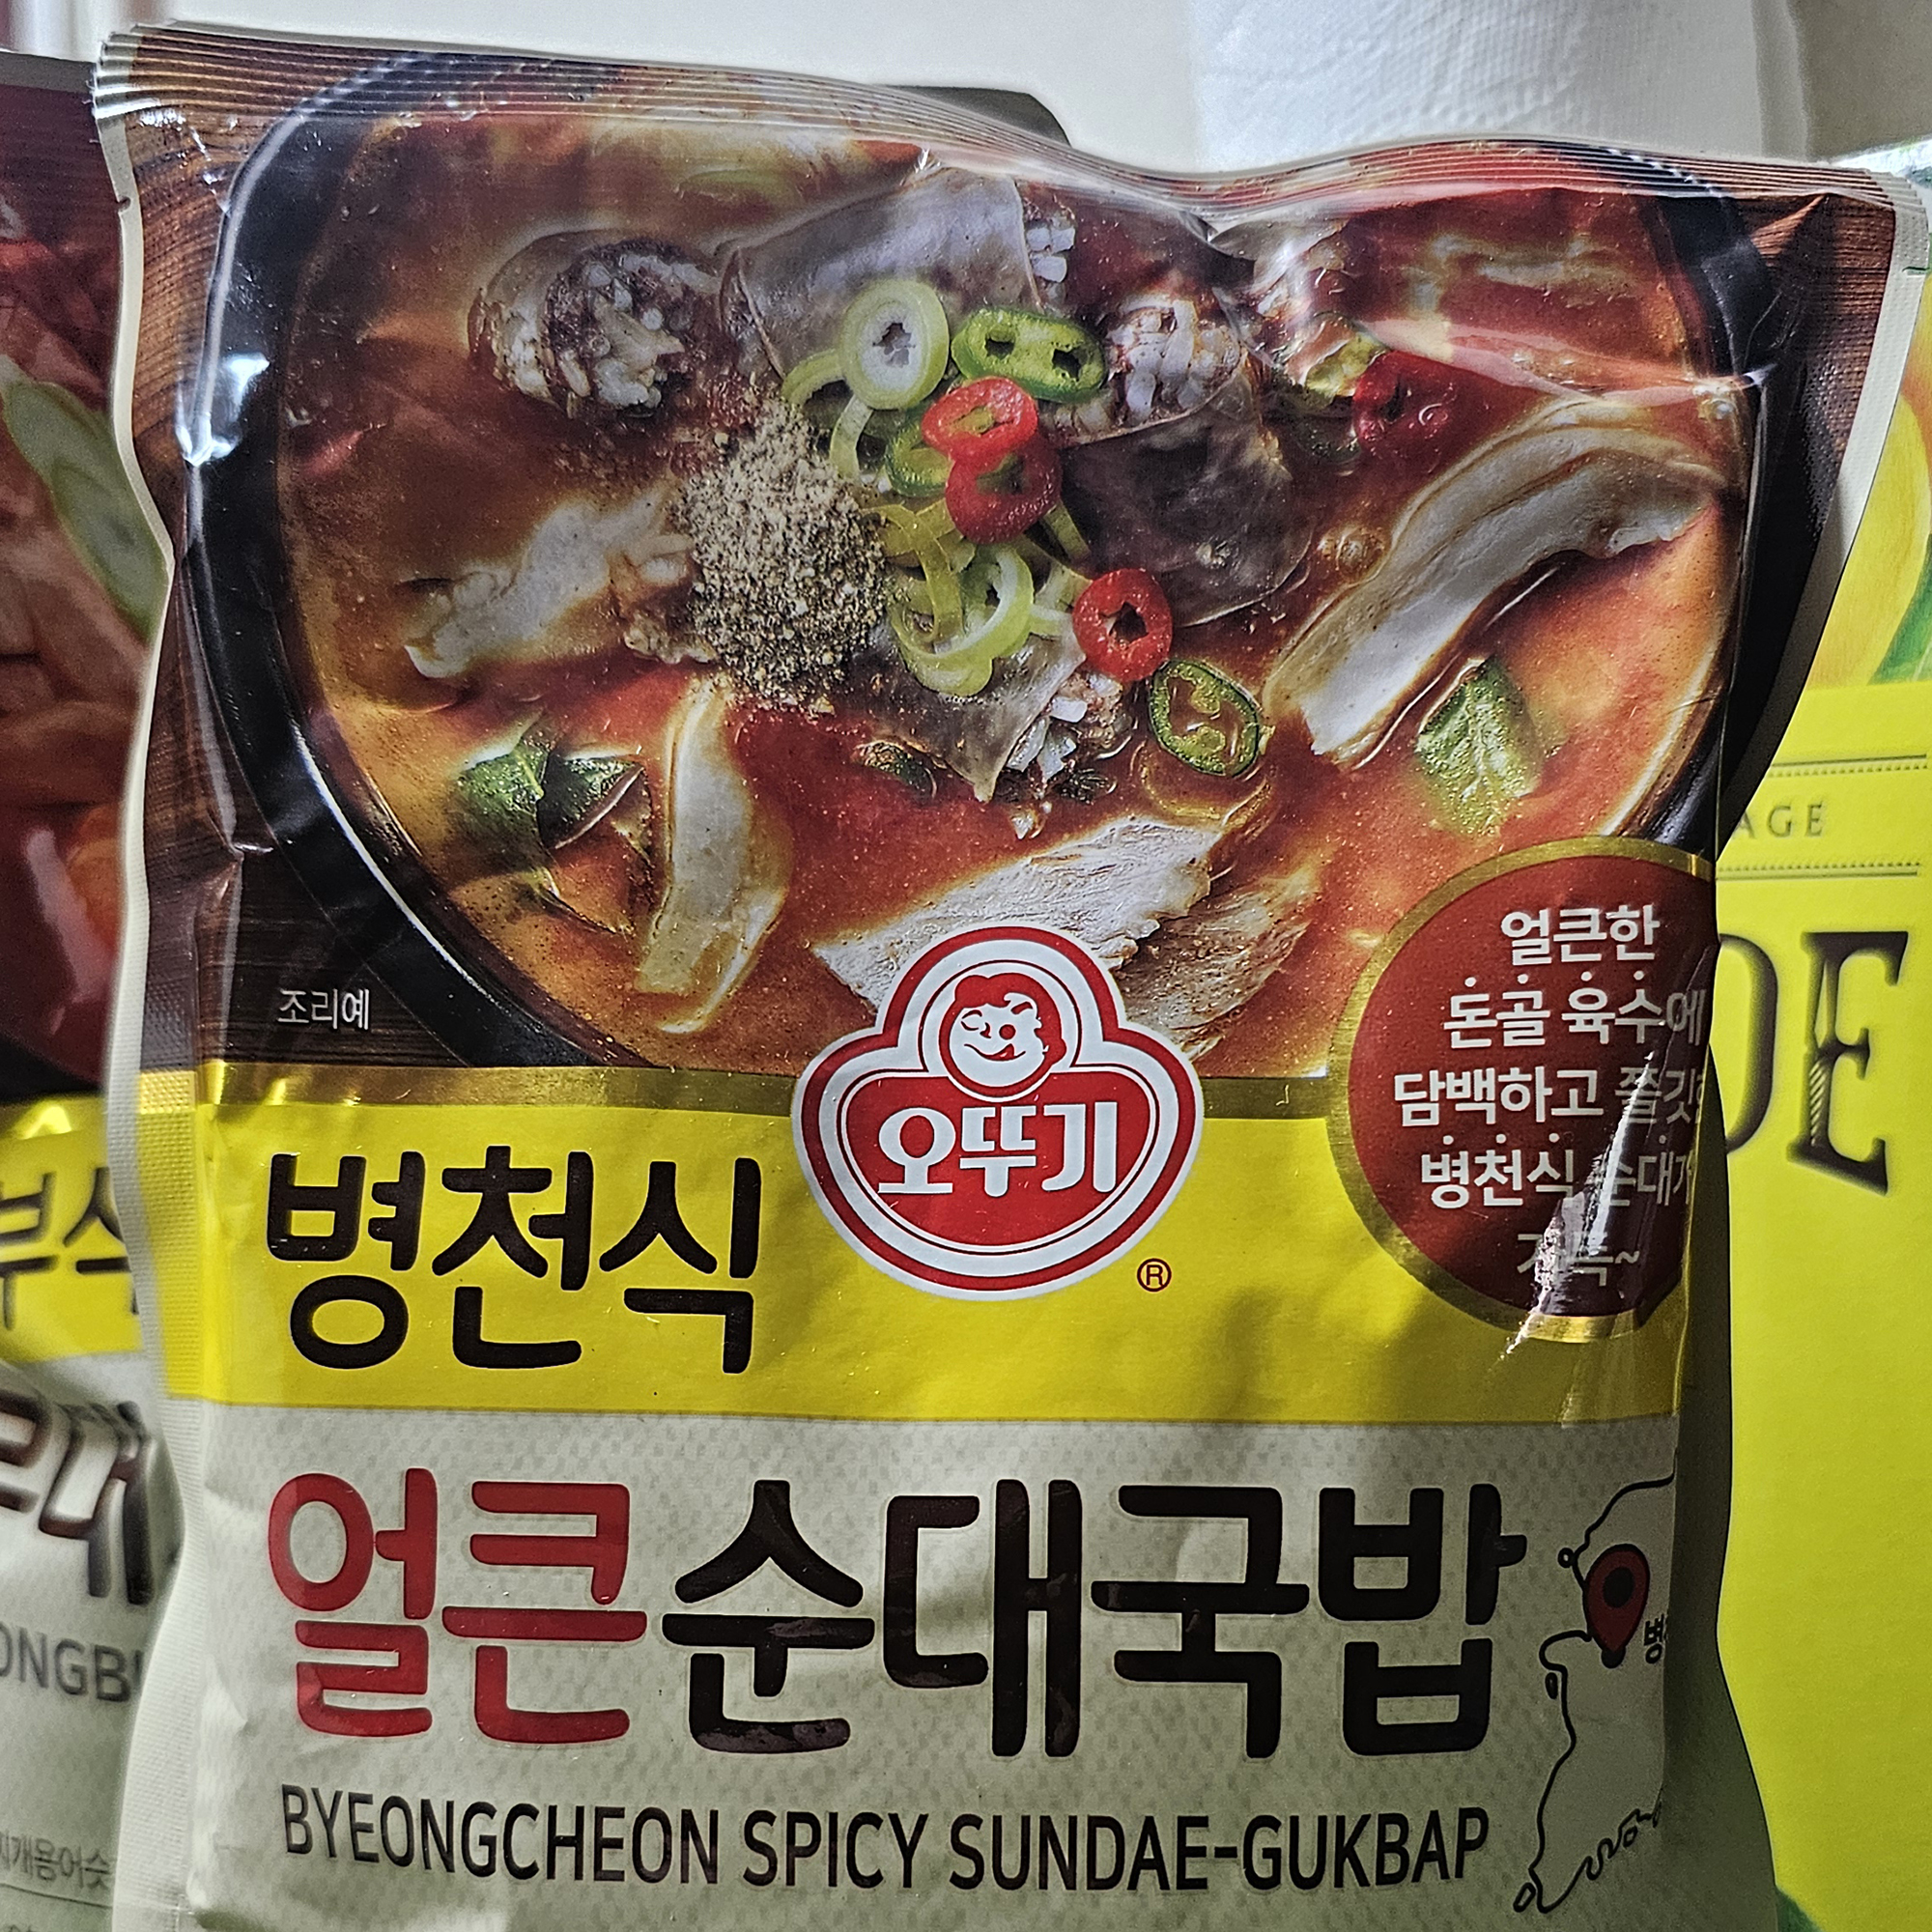 조리예
오뚜기
®
얼큰한
돈골 육수에
담백하고
병천식
병천식
얼큰순대국밥
BYEONGCHEON SPICY SUNDAE-GUKBAP